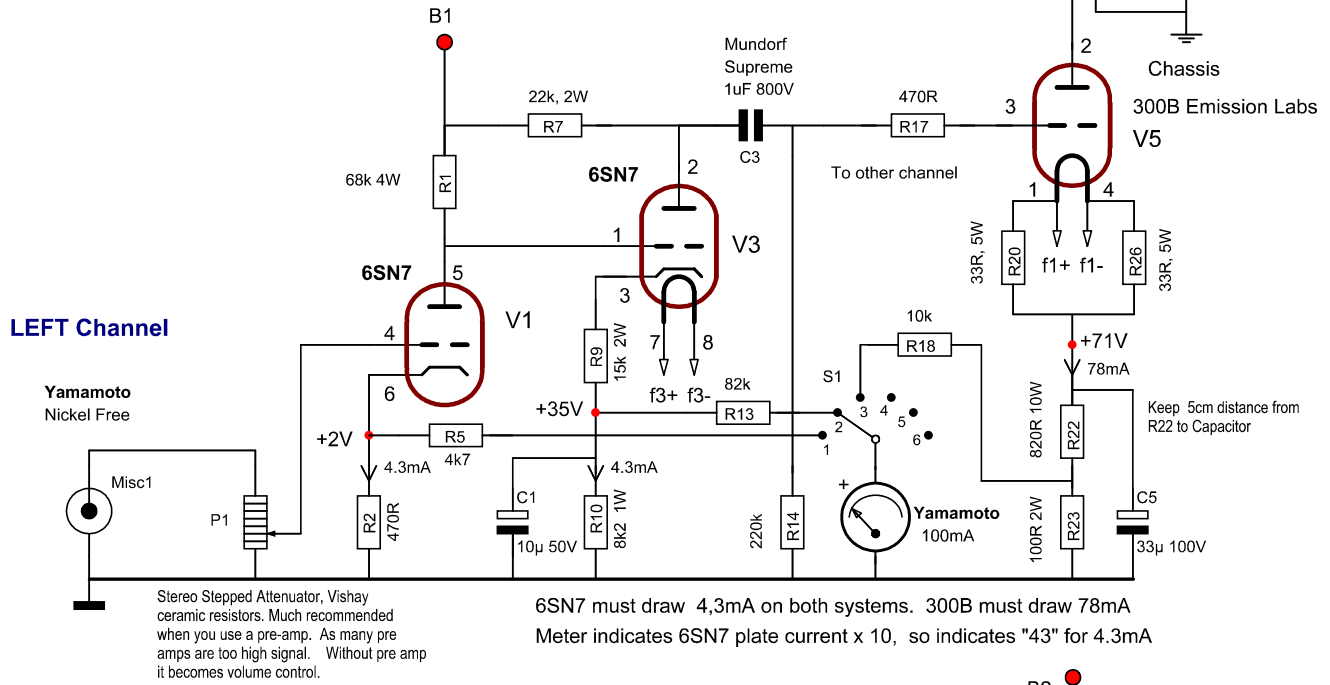 B1
Mundorf
Supreme
1uF 800V
C3
22k, 2W
R7
470R
R17
2
3
Chassis
300B Emission Labs
V5
1
4
To other channel
68k 4W
R1
6SN7
2
1
V3
3
7
8
f3+ f3-
6SN7
5
V1
4
6
LEFT Channel
33R, 5W
R20
f1+ f1-
R26
33R, 5W
+71V
78mA
10k
R18
S1
R9
15k 2W
82k
R13
+35V
1
2
3
4
5
6
Yamamoto
Nickel Free
+2V
R5
4k7
4.3mA
4.3mA
820R 10W
R22
Keep 5cm distance from
R22 to Capacitor
Misc1
P1
R2
470R
C1
10µ 50V
R10
8k2 1W
220k
R14
+
Yamamoto
100mA
100R 2W
R23
C5
33µ 100V
Stereo Stepped Attenuator, Vishay
ceramic resistors. Much recommended
when you use a pre-amp. As many pre
amps are too high signal. Without pre amp
it becomes volume control.
6SN7 must draw 4,3mA on both systems. 300B must draw 78mA
Meter indicates 6SN7 plate current x 10, so indicates "43" for 4.3mA